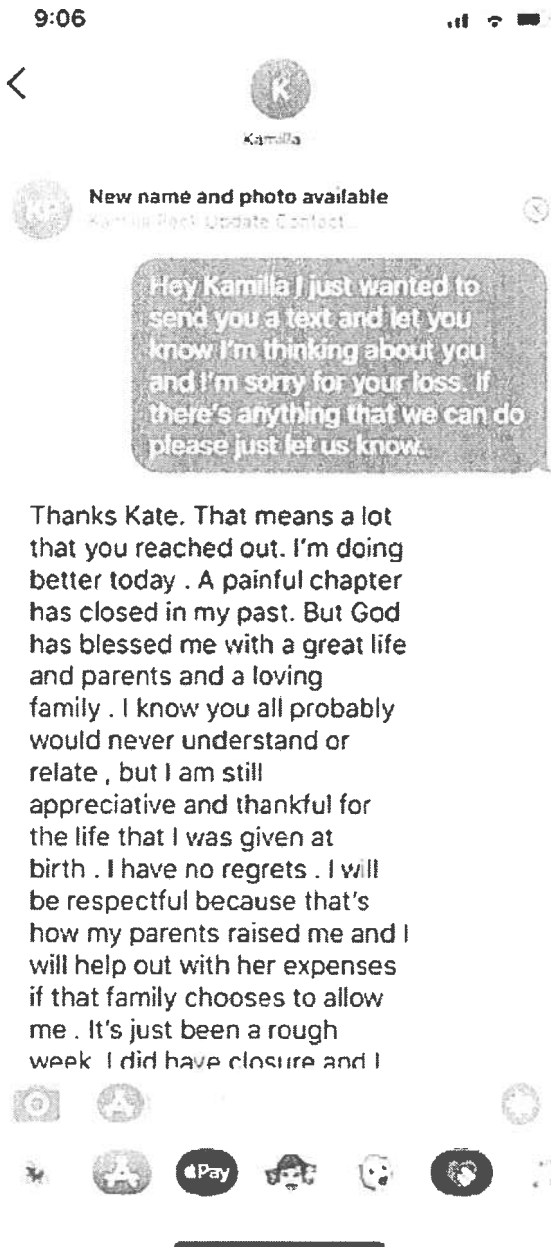 9:06
K
Kamilla
New name and photo available
Update Contact...
Hey Kamilla I just wanted to
send you a text and let you
know I'm thinking about you
and I'm sorry for your loss. If
there's anything that we can do
please just let us know.
Thanks Kate. That means a lot
that you reached out. I'm doing
better today . A painful chapter
has closed in my past. But God
has blessed me with a great life
and parents and a loving
family . I know you all probably
would never understand or
relate , but I am still
appreciative and thankful for
the life that I was given at
birth . I have no regrets . I will
be respectful because that's
how my parents raised me and I
will help out with her expenses
if that family chooses to allow
me . It's just been a rough
week I did have closure and I
Pay